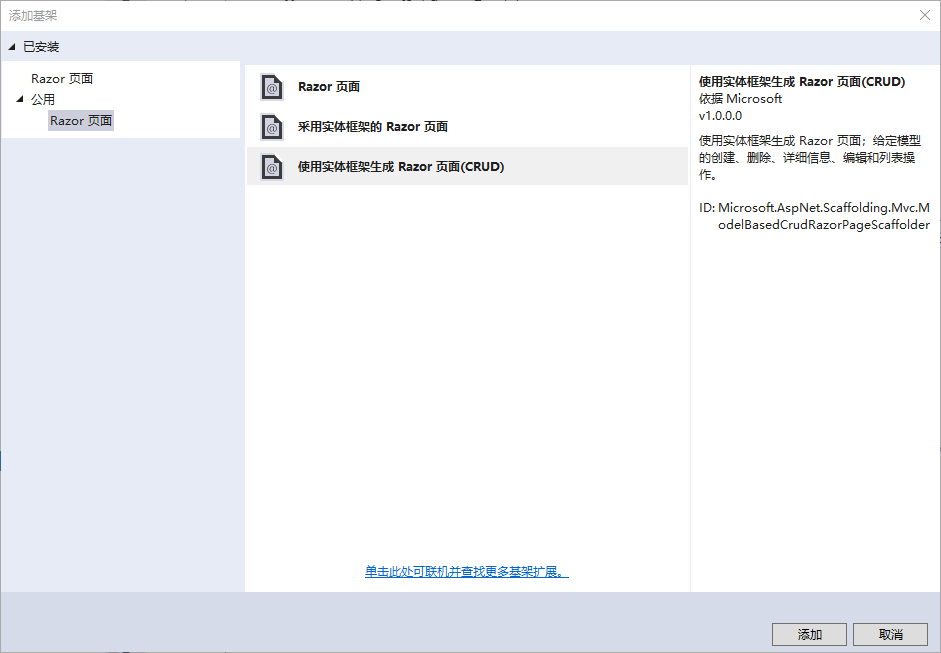 添加基架
已安装
Razor 页面
公用
Razor 页面
Razor 页面
采用实体框架的 Razor 页面
使用实体框架生成 Razor 页面(CRUD)
单击此处可联机并查找更多基架扩展。
使用实体框架生成 Razor 页面(CRUD)
依据 Microsoft
v1.0.0.0
使用实体框架生成 Razor 页面；给定模型
的创建、删除、详细信息、编辑和列表操
作。
ID: Microsoft.AspNet.Scaffolding.Mvc.M
odelBasedCrudRazorPageScaffolder
添加
取消